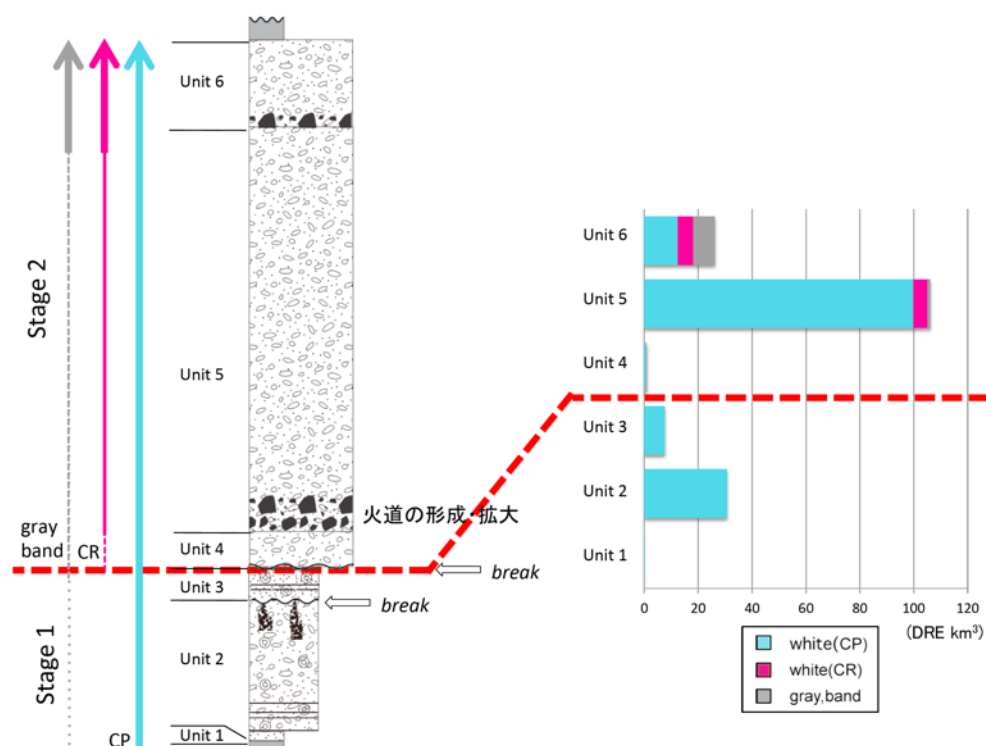 Stage 2
Stage 1
gray
band
CR
CP
Unit 6
Unit 5
Unit 4
Unit 3
Unit 2
Unit 1
火道の形成・拡大
break
break
Unit 6
Unit 5
Unit 4
Unit 3
Unit 2
Unit 1
0
20
40
60
80
100
120
(DRE km³)
white(CP)
white(CR)
gray,band